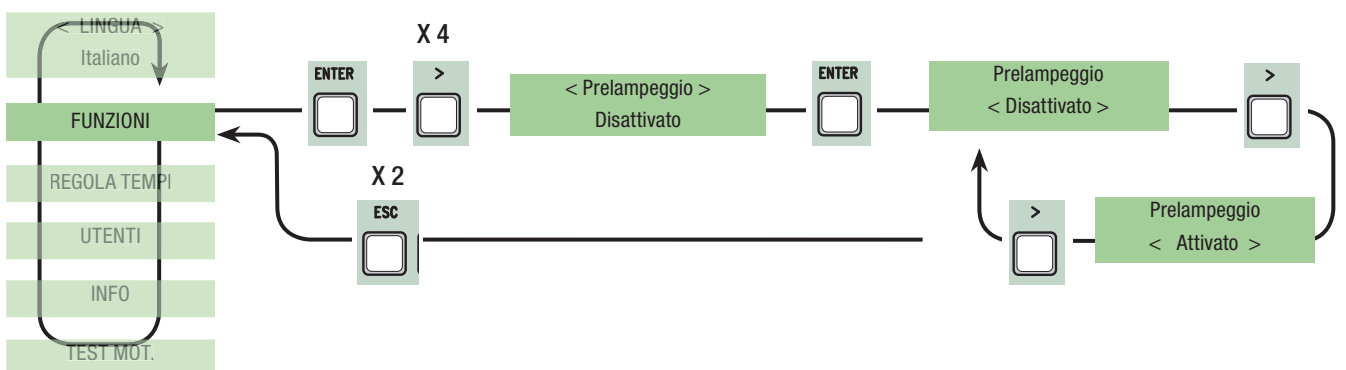 < LINGUA >
Italiano
FUNZIONI
REGOLA TEMPI
UTENTI
INFO
TEST MOT.
ENTER
X 4
>
< Prelampeggio >
Disattivato
ENTER
Prelampeggio
< Disattivato >
>
X 2
ESC
>
Prelampeggio
< Attivato >